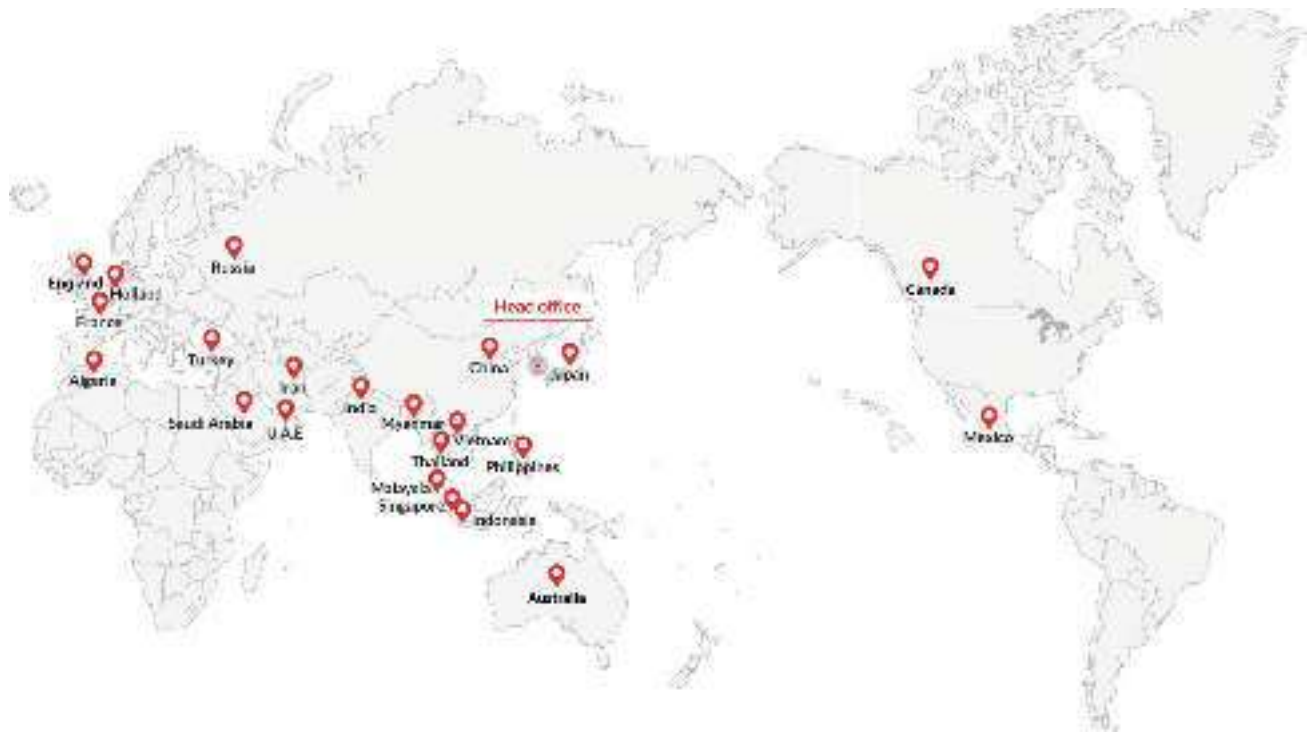 Russia
England
Holland
France
Head office
Canada
Turkey
China
Japan
Algeria
Iran
India
Saudi Arabia
U.A.E
Myanmar
Vietnam
Mexico
Thailand
Philippines
Malaysia
Singapore
Indonesia
Australia